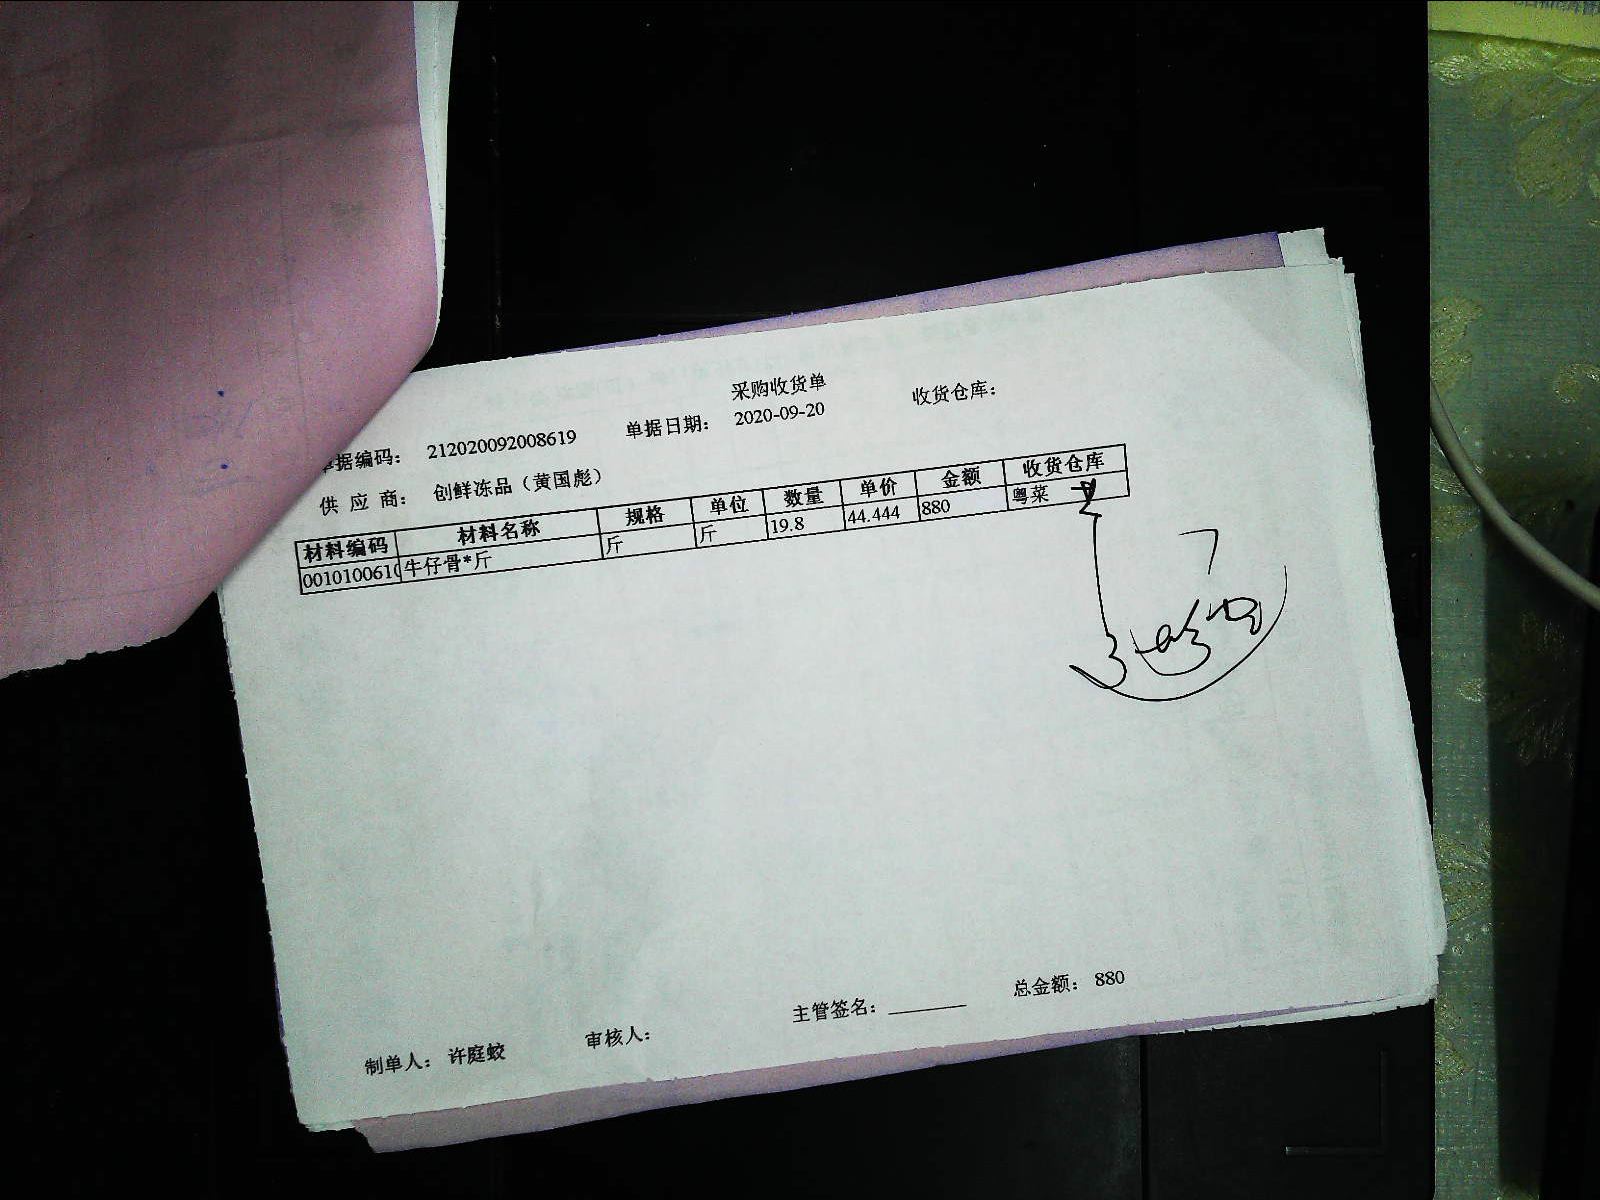 采购收货单
单据编码： 212020092008619 单据日期： 2020-09-20 收货仓库：
供 应 商： 创鲜冻品（黄国彪）
材料编码 材料名称 规格 单位 数量 单价 金额 收货仓库
0010100610 牛仔骨*斤 斤 斤 19.8 44.444 880 粤菜
制单人： 许庭蛟 审核人： 主管签名：________ 总金额： 880